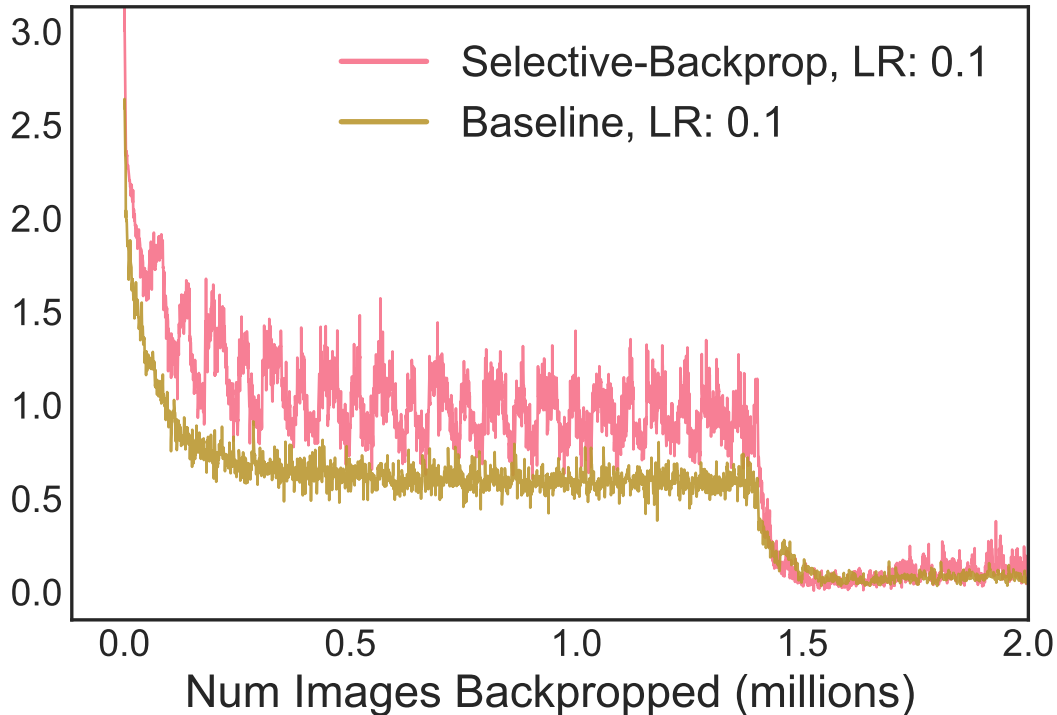 3.0
2.5
2.0
1.5
1.0
0.5
0.0
Selective-Backprop, LR: 0.1
Baseline, LR: 0.1
0.0 0.5 1.0 1.5 2.0
Num Images Backpropped (millions)